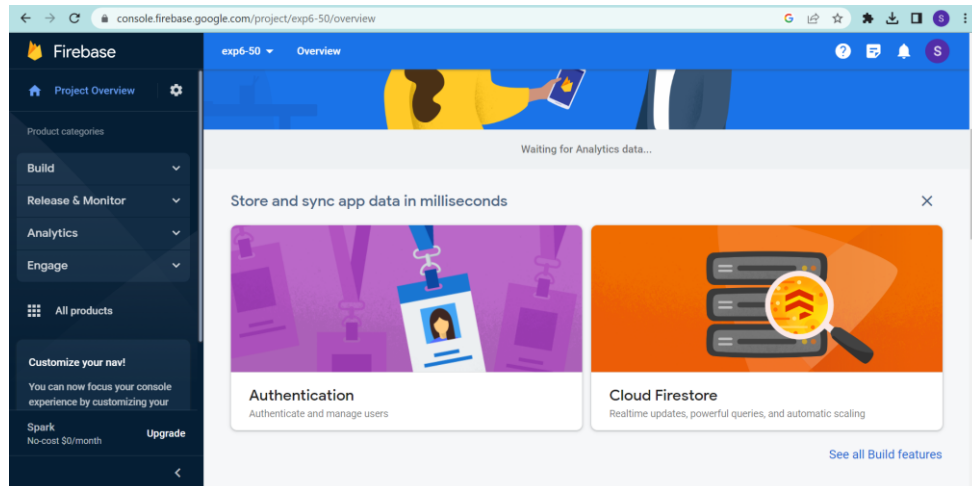 console.firebase.google.com/project/exp6-50/overview
S
Firebase
exp6-50
Overview
S
Project Overview
Product categories
Build
Release & Monitor
Analytics
Engage
All products
Customize your nav!
You can now focus your console
experience by customizing your
Spark
No-cost $0/month
Upgrade
Waiting for Analytics data...
Store and sync app data in milliseconds
Authentication
Authenticate and manage users
Cloud Firestore
Realtime updates, powerful queries, and automatic scaling
See all Build features